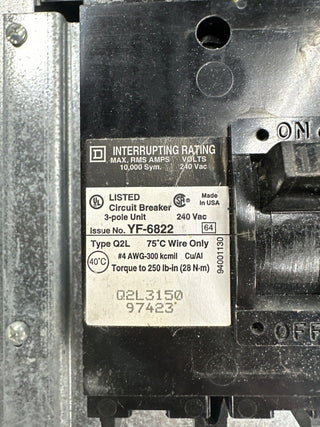 INTERRUPTING RATING
MAX. RMS AMPS VOLTS
10,000 Sym. 240 Vac
ON
UL LISTED SA Made
Circuit Breaker in USA
3-pole Unit 240 Vac
Issue No. YF-6822 64
Type Q2L 75°C Wire Only
40°C #4 AWG-300 kcmil Cu/Al
Torque to 250 lb-in (28 N·m)
94001130
Q2L3150
97423
OFF